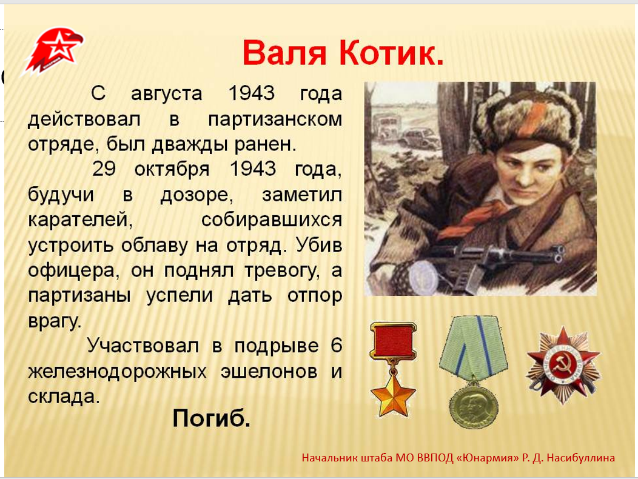 Валя Котик.
С августа 1943 года
действовал в партизанском
отряде, был дважды ранен.
29 октября 1943 года,
будучи в дозоре, заметил
карателей, собиравшихся
устроить облаву на отряд. Убив
офицера, он поднял тревогу, а
партизаны успели дать отпор
врагу.
Участвовал в подрыве 6
железнодорожных эшелонов и
склада.
Погиб.
Начальник штаба МО ВВПОД «Юнармия» Р. Д. Насибуллина